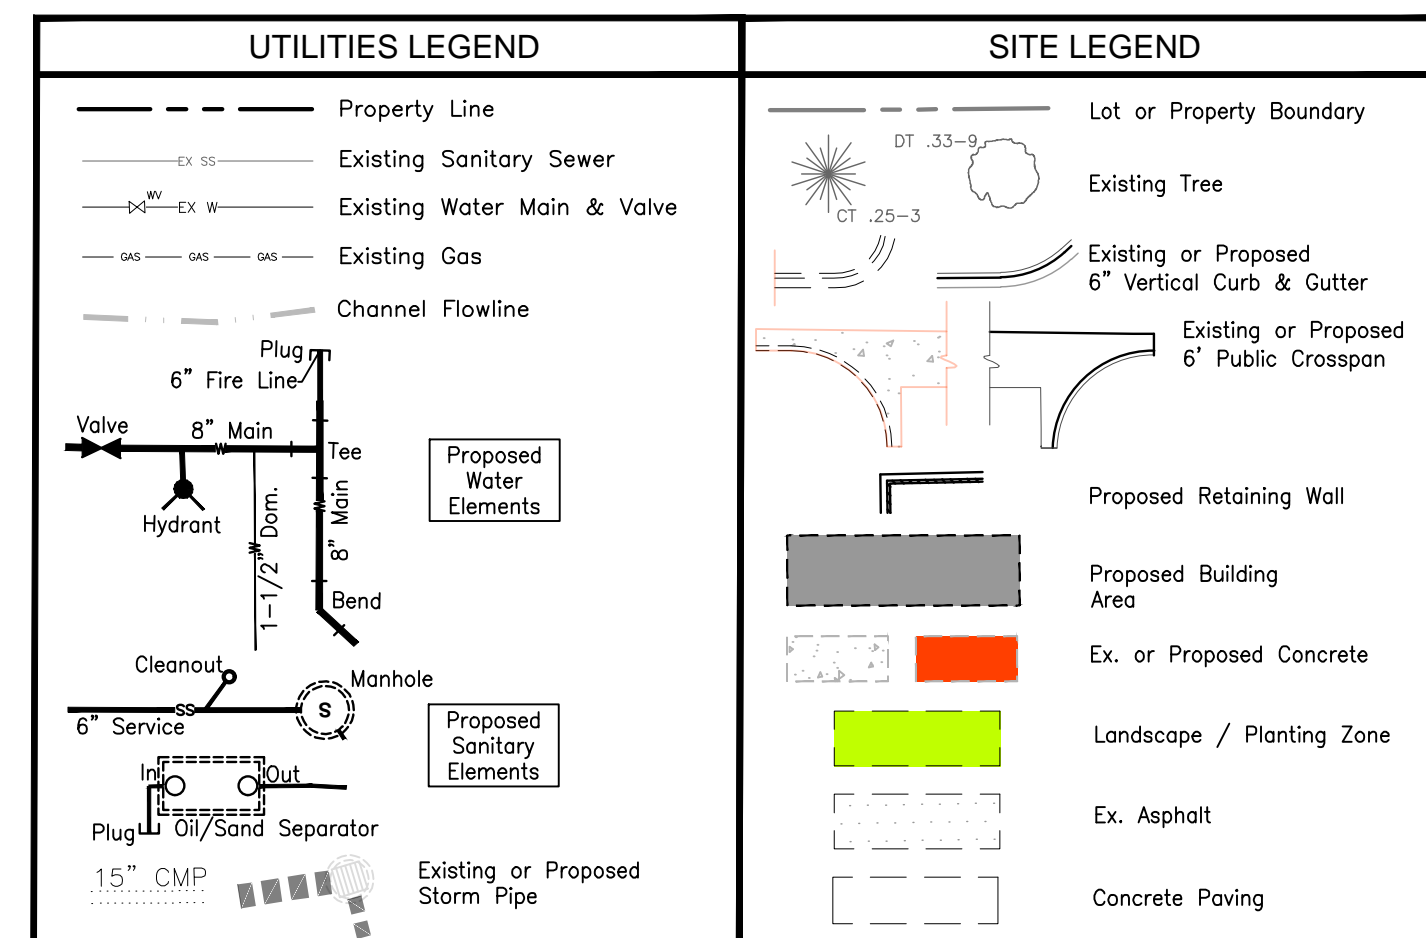 UTILITIES LEGEND
Property Line
EX SS
Existing Sanitary Sewer
WV
EX W
Existing Water Main & Valve
GAS GAS GAS
Existing Gas
Channel Flowline
Plug
6" Fire Line
Valve
8" Main
Tee
Hydrant
1-1/2" Dom.
8" Main
Bend
Proposed
Water
Elements
Cleanout
Manhole
SS
S
6" Service
Proposed
Sanitary
Elements
In
Out
Plug
Oil/Sand Separator
15" CMP
Existing or Proposed
Storm Pipe
SITE LEGEND
Lot or Property Boundary
DT .33-9
CT .25-3
Existing Tree
Existing or Proposed
6" Vertical Curb & Gutter
Existing or Proposed
6' Public Crosspan
Proposed Retaining Wall
Proposed Building
Area
Ex. or Proposed Concrete
Landscape / Planting Zone
Ex. Asphalt
Concrete Paving